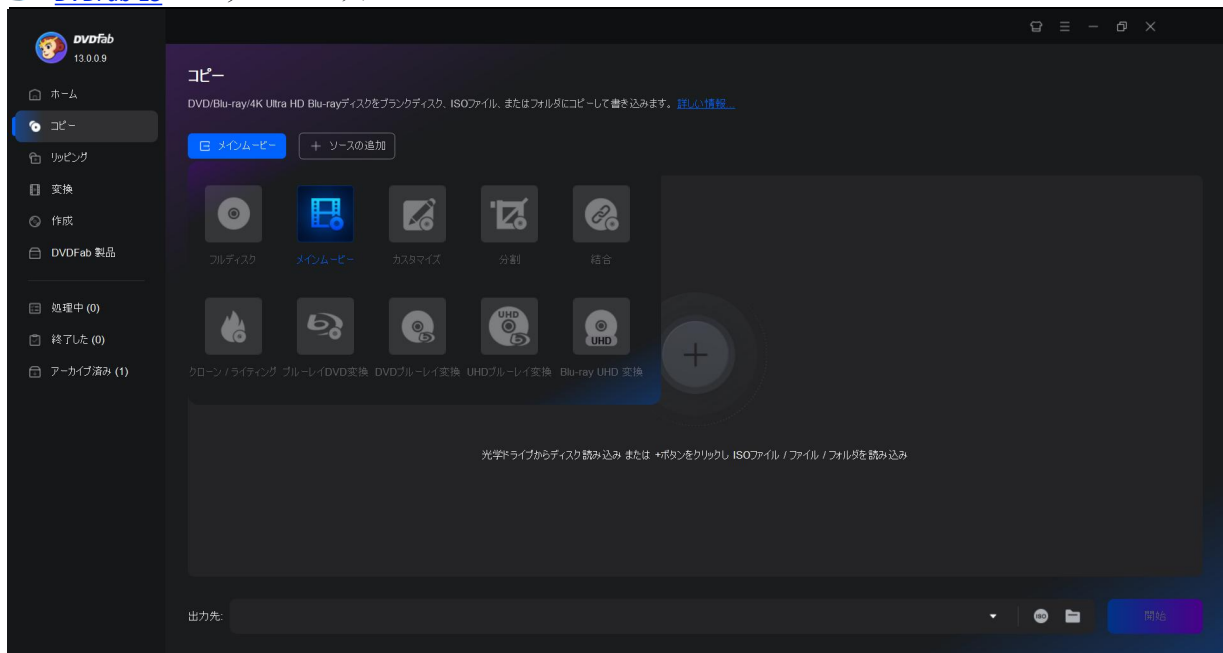 DVDFab
13.0.0.9
ホーム
コピー
リッピング
変換
作成
DVDFab 製品
処理中 (0)
終了した (0)
アーカイブ済み (1)
コピー
DVD/Blu-ray/4K Ultra HD Blu-rayディスクをブランクディスク、ISOファイル、またはフォルダにコピーして書き込みます。 詳しい情報...
メインムービー
+ ソースの追加
フルディスク メインムービー カスタマイズ 分割 結合
UHD
UHD
クローン / ライティング ブルーレイDVD変換 DVDブルーレイ変換 UHDブルーレイ変換 Blu-ray UHD 変換
光学ドライブからディスク読み込み または +ボタンをクリックし ISOファイル / ファイル / フォルダを読み込み
出力先:
ISO
開始